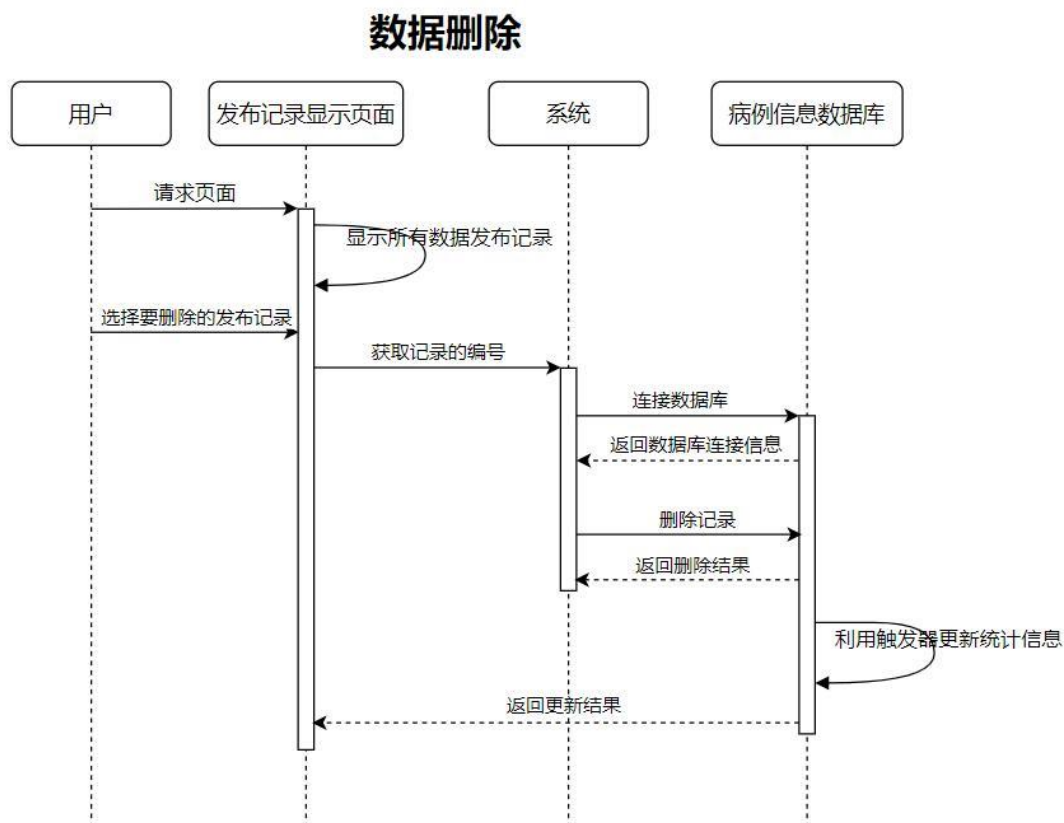 数据删除
用户
发布记录显示页面
系统
病例信息数据库
请求页面
显示所有数据发布记录
选择要删除的发布记录
获取记录的编号
连接数据库
返回数据库连接信息
删除记录
返回删除结果
利用触发器更新统计信息
返回更新结果